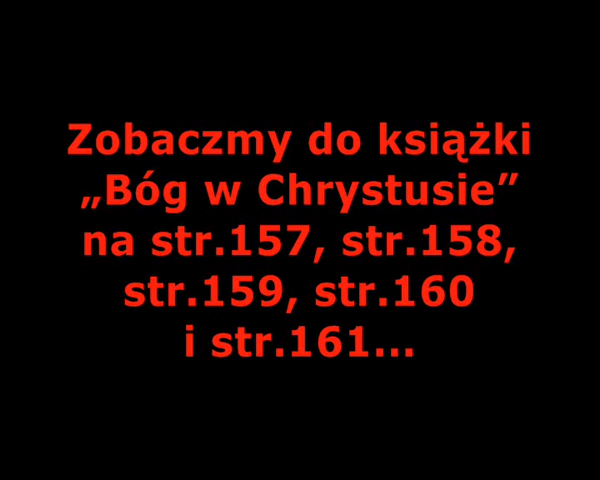 Zobaczmy do książki
„Bóg w Chrystusie”
na str.157, str.158,
str.159, str.160
i str.161...